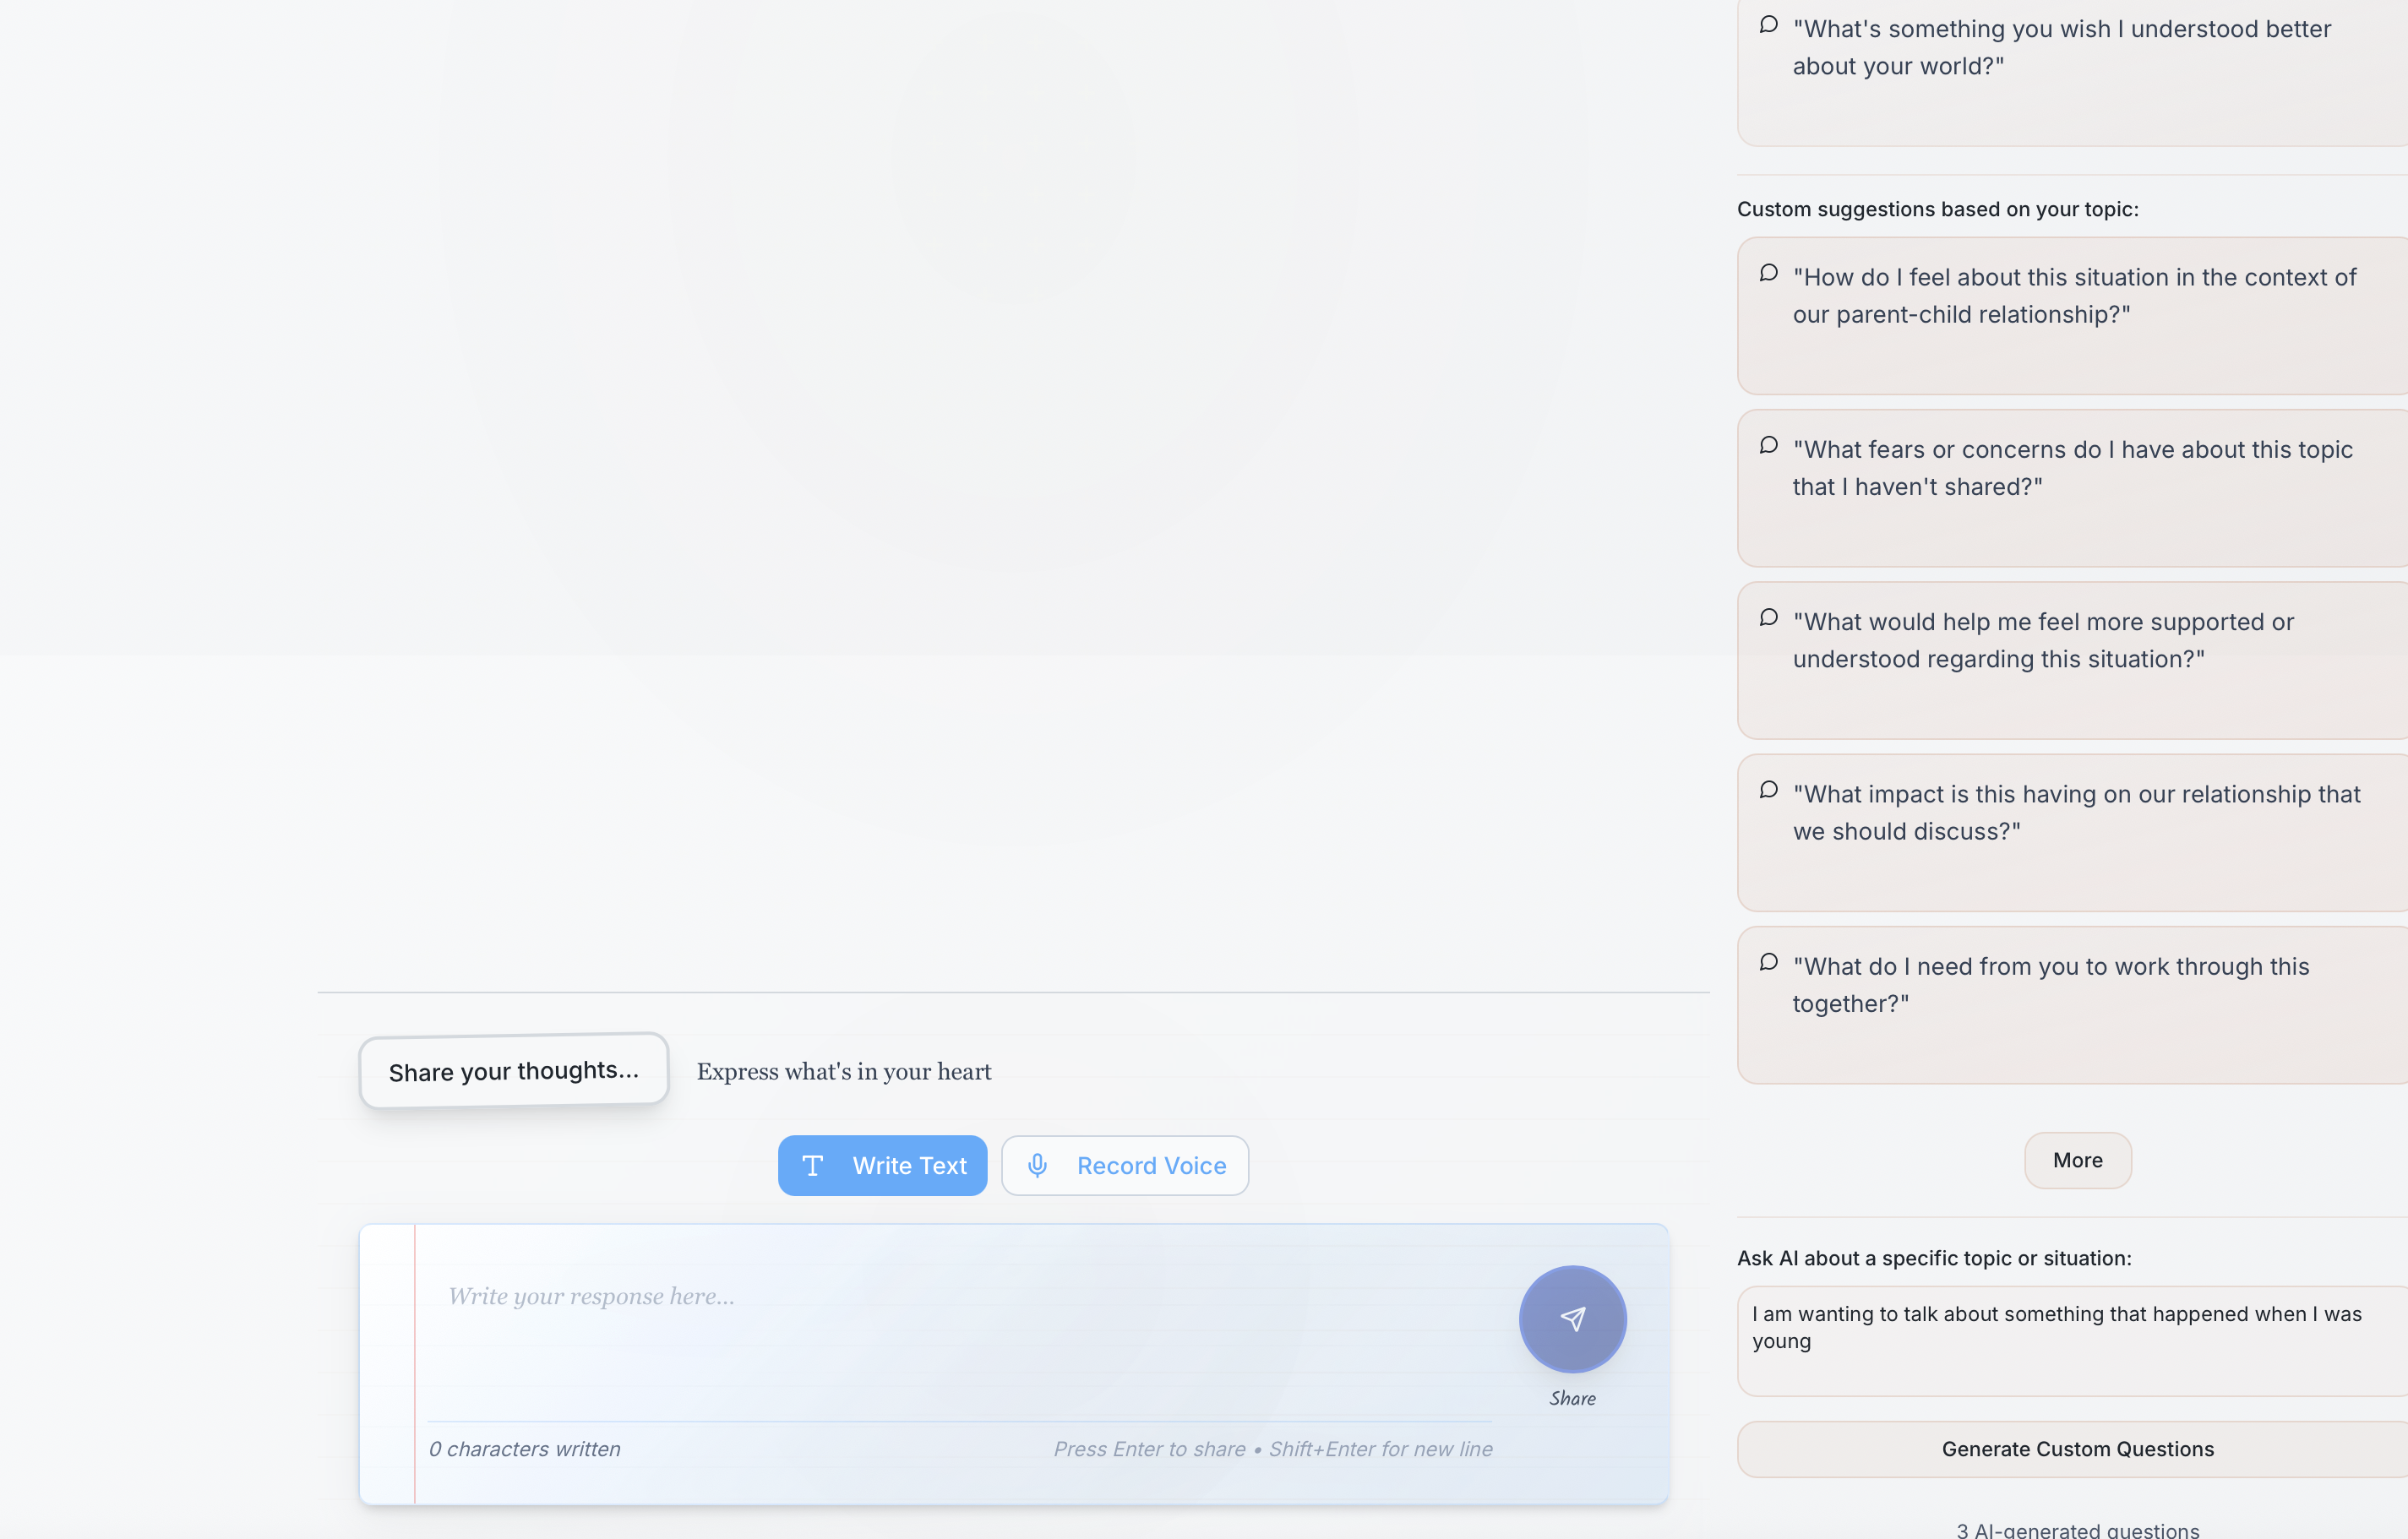 "What's something you wish I understood better
about your world?"
Custom suggestions based on your topic:
"How do I feel about this situation in the context of
our parent-child relationship?"
"What fears or concerns do I have about this topic
that I haven't shared?"
"What would help me feel more supported or
understood regarding this situation?"
"What impact is this having on our relationship that
we should discuss?"
"What do I need from you to work through this
together?"
More
Ask AI about a specific topic or situation:
I am wanting to talk about something that happened when I was
young
Generate Custom Questions
3 AI-generated questions
Share your thoughts...
Express what's in your heart
Write Text
Record Voice
Write your response here...
Share
0 characters written
Press Enter to share • Shift+Enter for new line